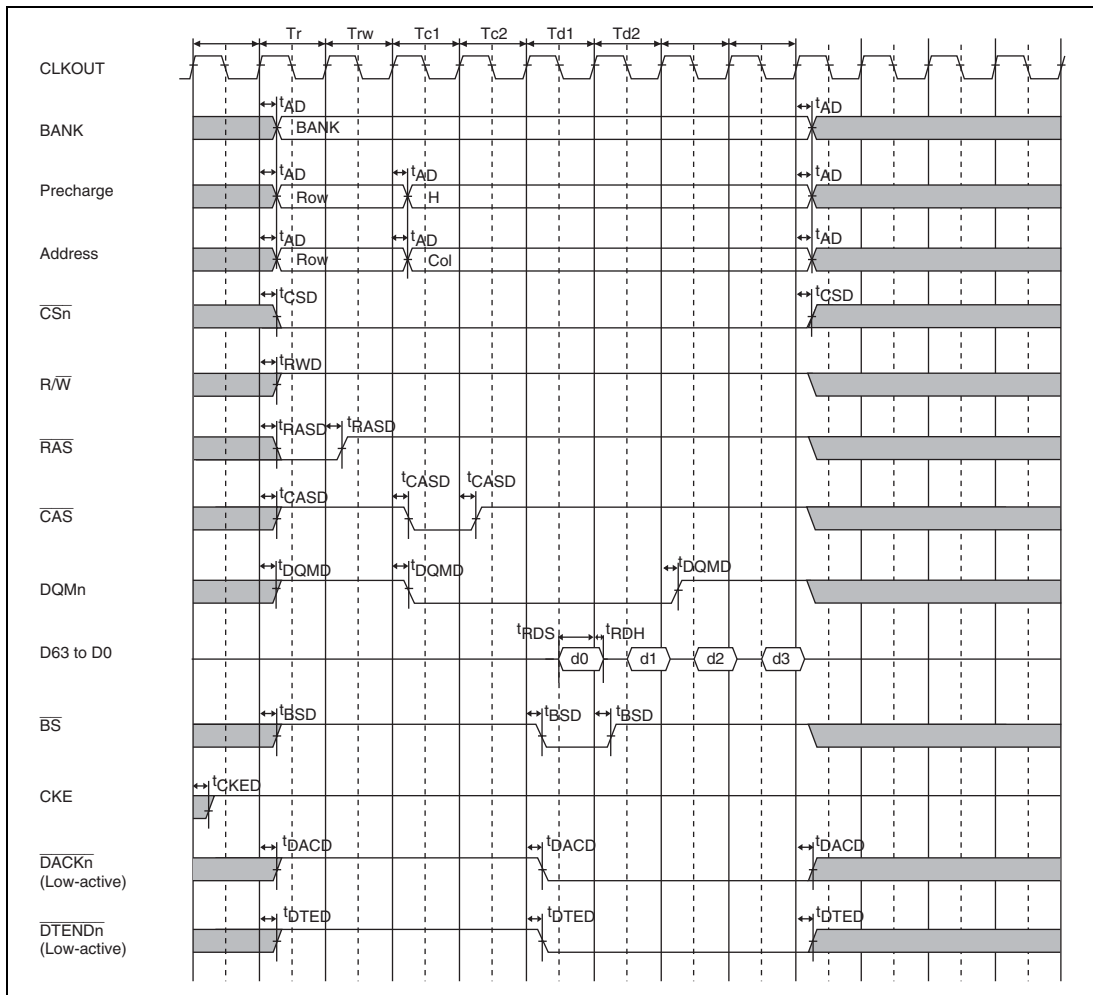 Tr Trw Tc1 Tc2 Td1 Td2
CLKOUT
tAD tAD
BANK BANK
tAD tAD tAD
Precharge Row H
tAD tAD tAD
Address Row Col
tCSD tCSD
CSn
tRWD
R/W
tRASD tRASD
RAS
tCASD tCASD tCASD
CAS
tDQMD tDQMD tDQMD
DQMn
tRDS tRDH
D63 to D0 d0 d1 d2 d3
tBSD tBSD tBSD
BS
tCKED
CKE
tDACD tDACD tDACD
DACKn
(Low-active)
tDTED tDTED tDTED
DTENDn
(Low-active)